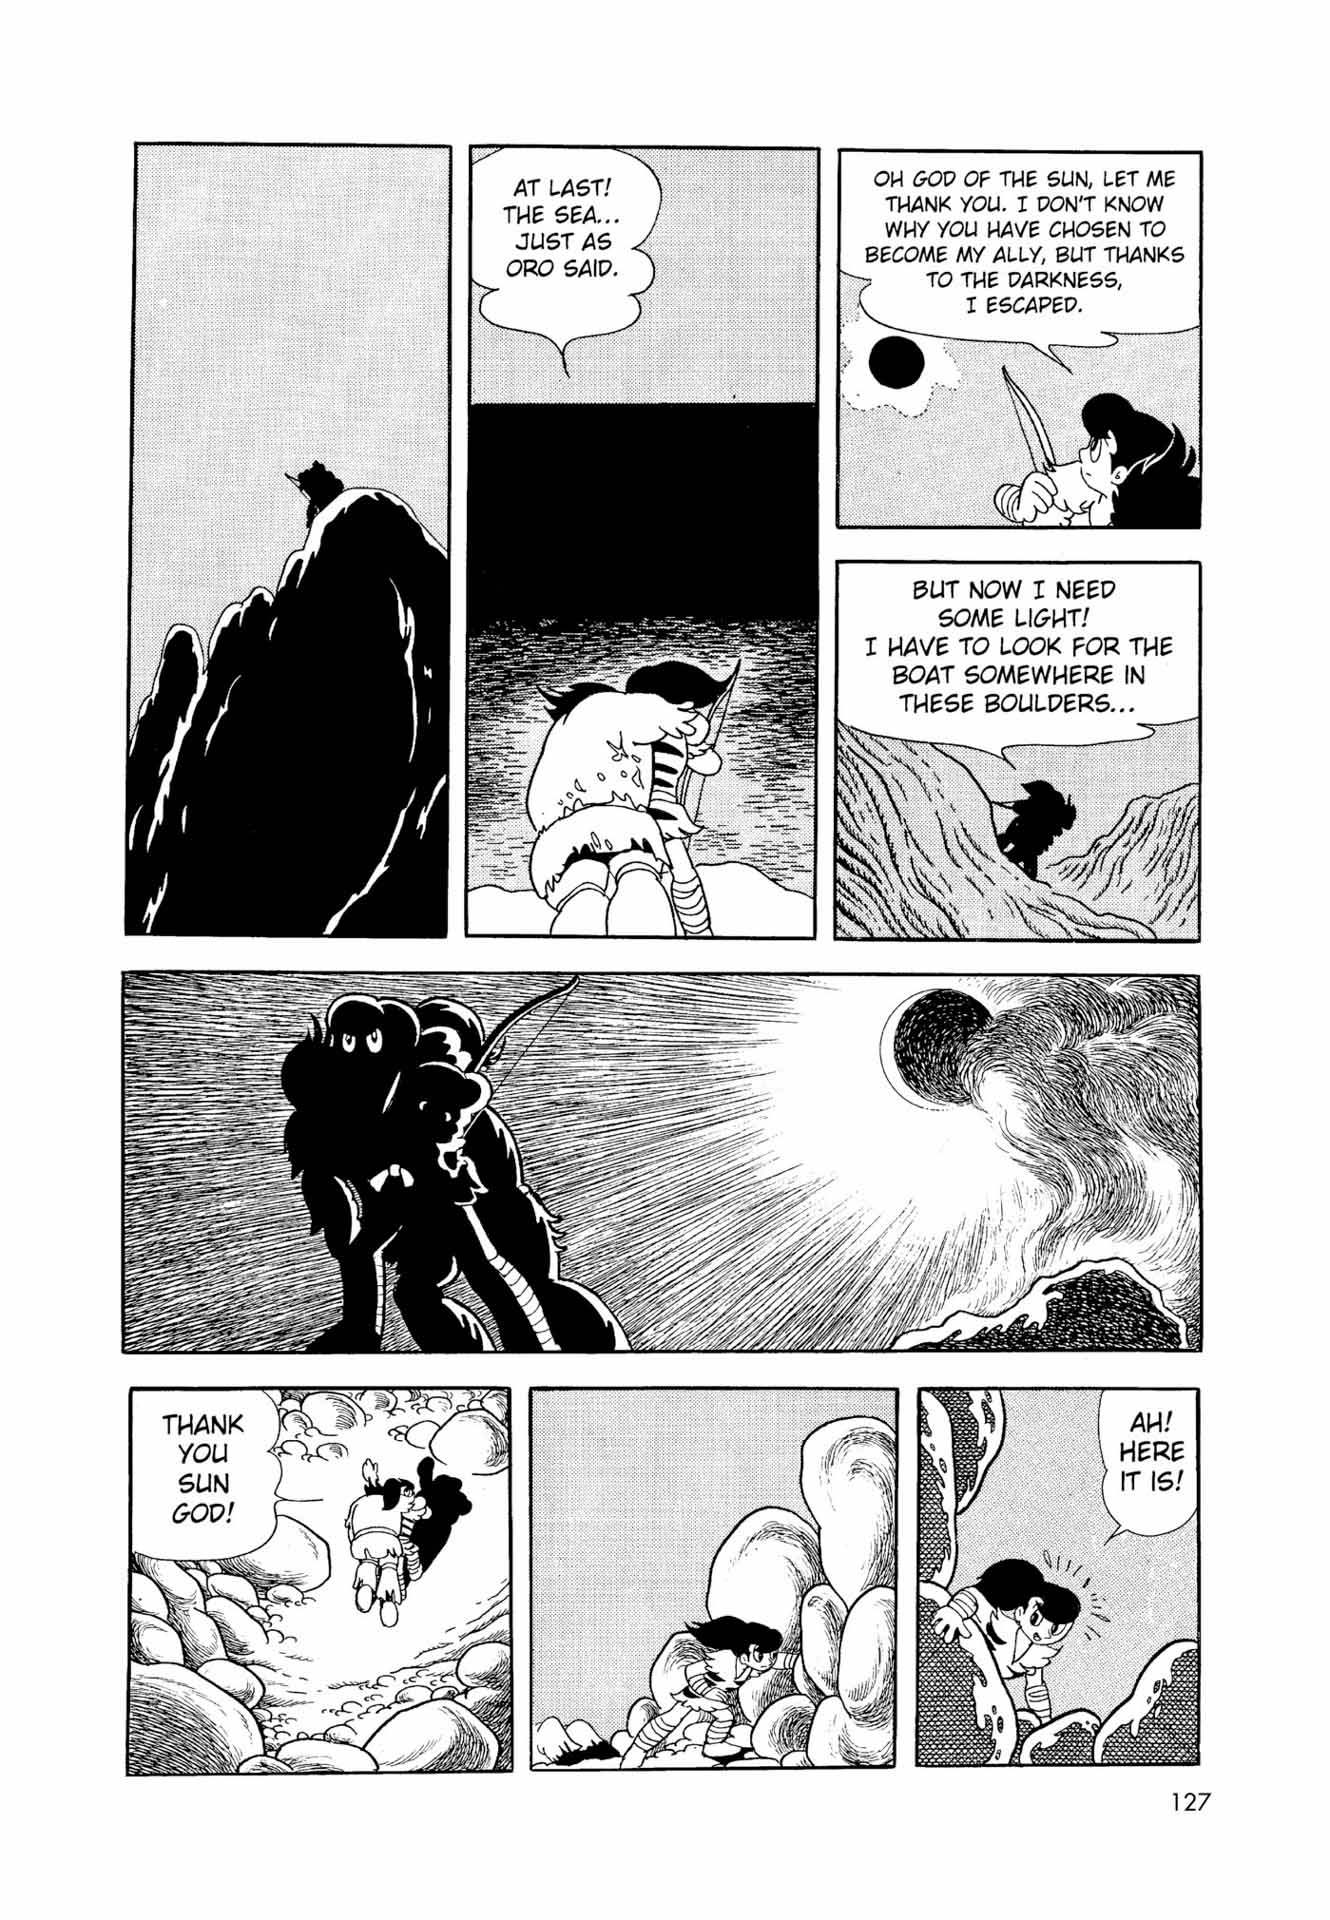 AT LAST!
THE SEA...
JUST AS
ORO SAID.
OH GOD OF THE SUN, LET ME
THANK YOU. I DON'T KNOW
WHY YOU HAVE CHOSEN TO
BECOME MY ALLY, BUT THANKS
TO THE DARKNESS,
I ESCAPED.
BUT NOW I NEED
SOME LIGHT!
I HAVE TO LOOK FOR THE
BOAT SOMEWHERE IN
THESE BOULDERS...
THANK
YOU
SUN
GOD!
AH!
HERE
IT IS!
127